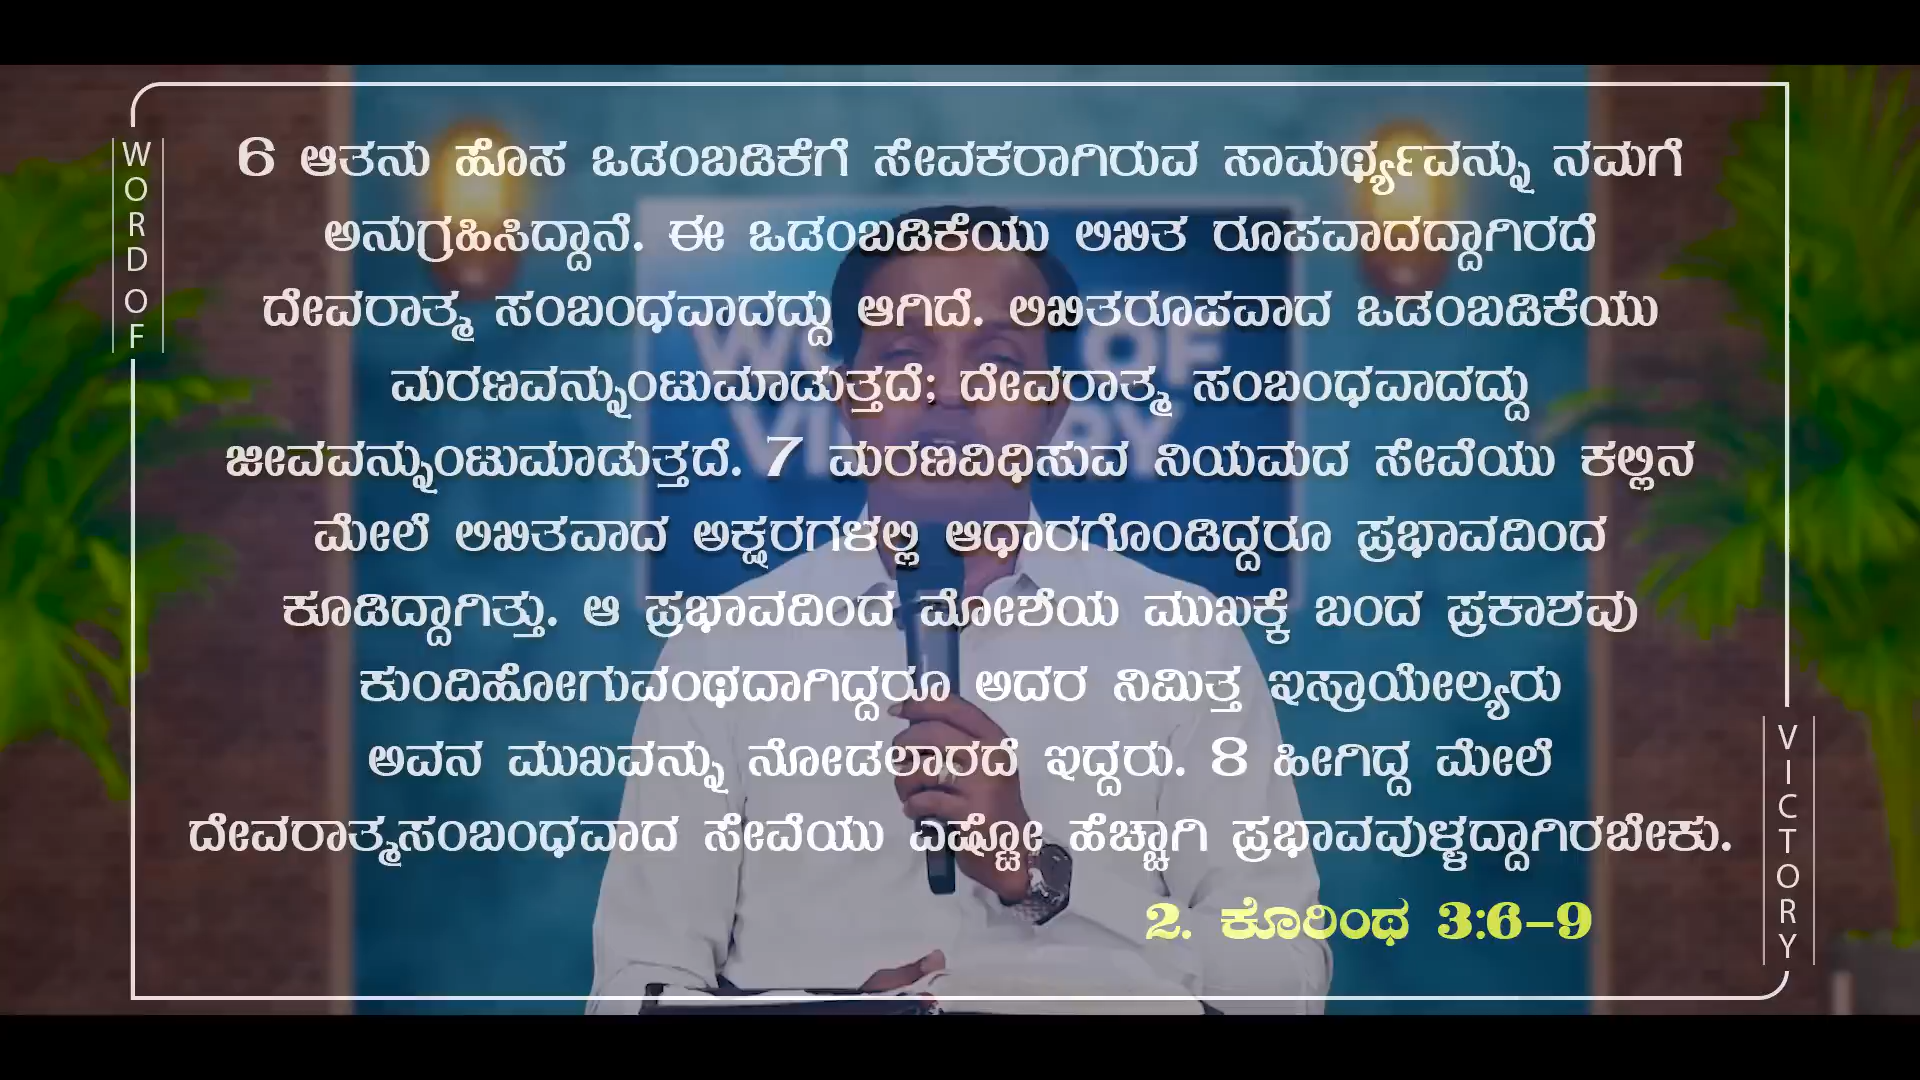 WORD OF
6 ಆತನು ಹೊಸ ಒಡಂಬಡಿಕೆಗೆ ಸೇವಕರಾಗಿರುವ ಸಾಮರ್ಥ್ಯವನ್ನು ನಮಗೆ
ಅನುಗ್ರಹಿಸಿದ್ದಾನೆ. ಈ ಒಡಂಬಡಿಕೆಯು ಲಿಖಿತ ರೂಪವಾದದ್ದಾಗಿರದೆ
ದೇವರಾತ್ಮ ಸಂಬಂಧವಾದದ್ದು ಆಗಿದೆ. ಲಿಖಿತರೂಪವಾದ ಒಡಂಬಡಿಕೆಯು
ಮರಣವನ್ನುಂಟುಮಾಡುತ್ತದೆ; ದೇವರಾತ್ಮ ಸಂಬಂಧವಾದದ್ದು
ಜೀವವನ್ನುಂಟುಮಾಡುತ್ತದೆ. 7 ಮರಣವಿಧಿಸುವ ನಿಯಮದ ಸೇವೆಯು ಕಲ್ಲಿನ
ಮೇಲೆ ಲಿಖಿತವಾದ ಅಕ್ಷರಗಳಲ್ಲಿ ಆಧಾರಗೊಂಡಿದ್ದರೂ ಪ್ರಭಾವದಿಂದ
ಕೂಡಿದ್ದಾಗಿತ್ತು. ಆ ಪ್ರಭಾವದಿಂದ ಮೋಶೆಯ ಮುಖಕ್ಕೆ ಬಂದ ಪ್ರಕಾಶವು
ಕುಂದಿಹೋಗುವಂಥದಾಗಿದ್ದರೂ ಅದರ ನಿಮಿತ್ತ ಇಸ್ರಾಯೇಲ್ಯರು
ಅವನ ಮುಖವನ್ನು ನೋಡಲಾರದೆ ಇದ್ದರು. 8 ಹೀಗಿದ್ದ ಮೇಲೆ
ದೇವರಾತ್ಮಸಂಬಂಧವಾದ ಸೇವೆಯು ಎಷ್ಟೋ ಹೆಚ್ಚಾಗಿ ಪ್ರಭಾವವುಳ್ಳದ್ದಾಗಿರಬೇಕು.
2. ಕೊರಿಂಥ 3:6-9
VICTORY